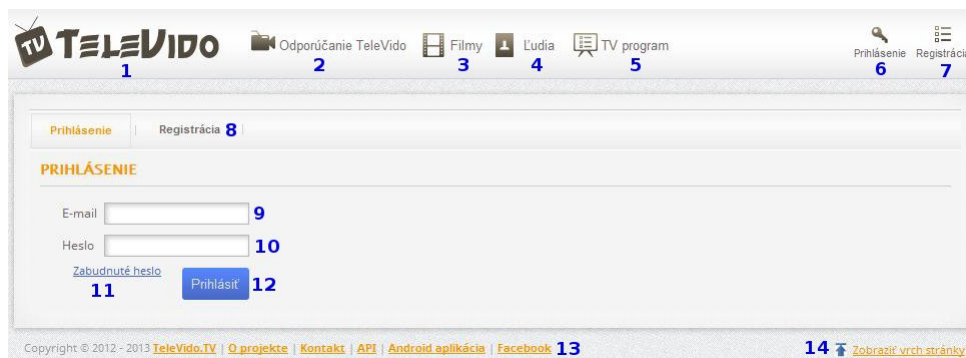 TV TELEVIDO
1
Odporúčanie TeleVido
2
Filmy
3
Ľudia
4
TV program
5
Prihlásenie
6
Registrácia
7
Prihlásenie | Registrácia 8 |
PRIHLÁSENIE
E-mail 9
Heslo 10
Zabudnuté heslo
11
Prihlásiť 12
Copyright © 2012 - 2013 TeleVido.TV | O projekte | Kontakt | API | Android aplikácia | Facebook 13
14 Zobraziť vrch stránky